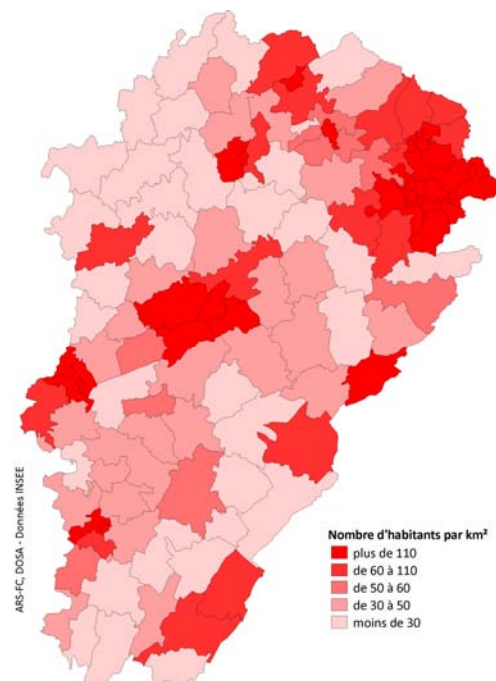 Nombre d'habitants par km²
plus de 110
de 60 à 110
de 50 à 60
de 30 à 50
moins de 30
ARS-FC, DOSA - Données INSEE